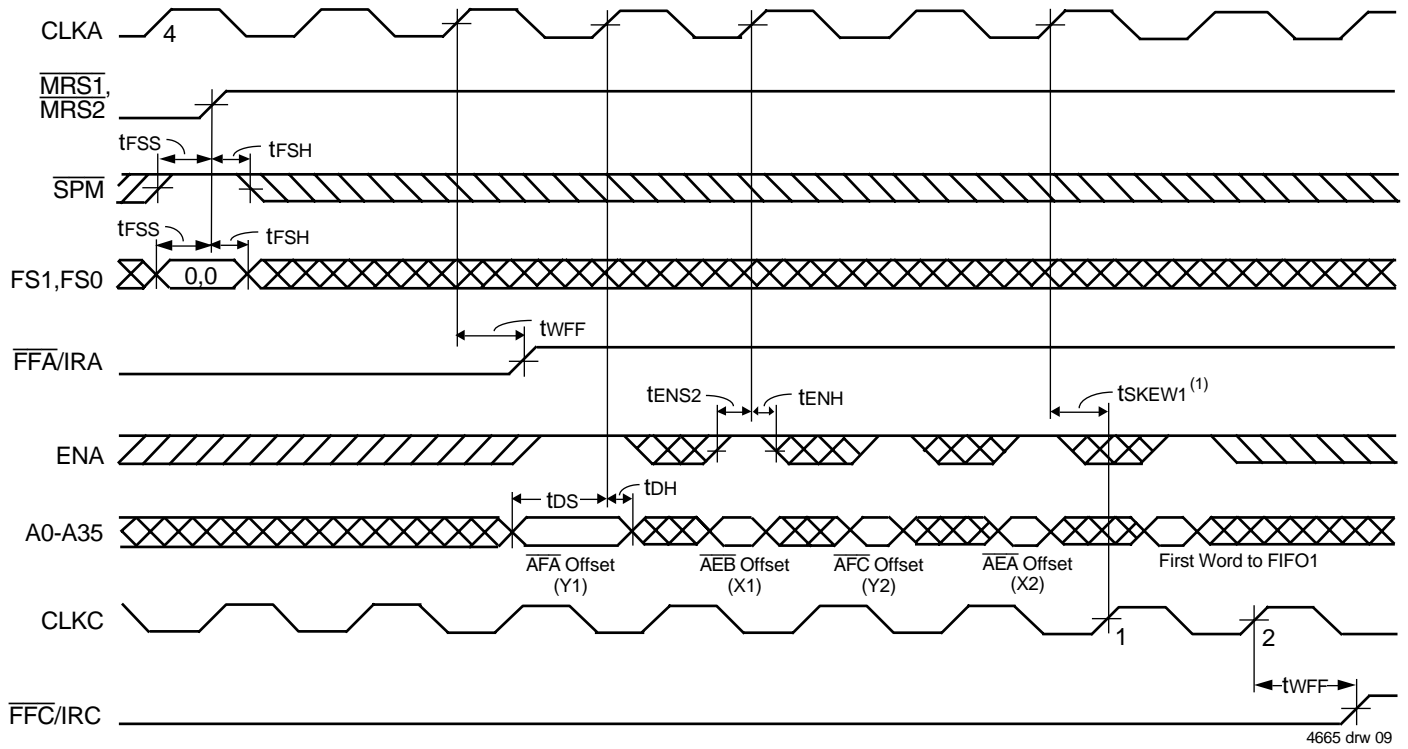 CLKA
4
MRS1,
MRS2
tFSS
tFSH
SPM
tFSS
tFSH
FS1,FS0
0,0
tWFF
FFA/IRA
tENS2
tENH
tSKEW1 (1)
ENA
tDS
tDH
A0-A35
AFA Offset
(Y1)
AEB Offset
(X1)
AFC Offset
(Y2)
AEA Offset
(X2)
First Word to FIFO1
CLKC
1
2
tWFF
FFC/IRC
4665 drw 09